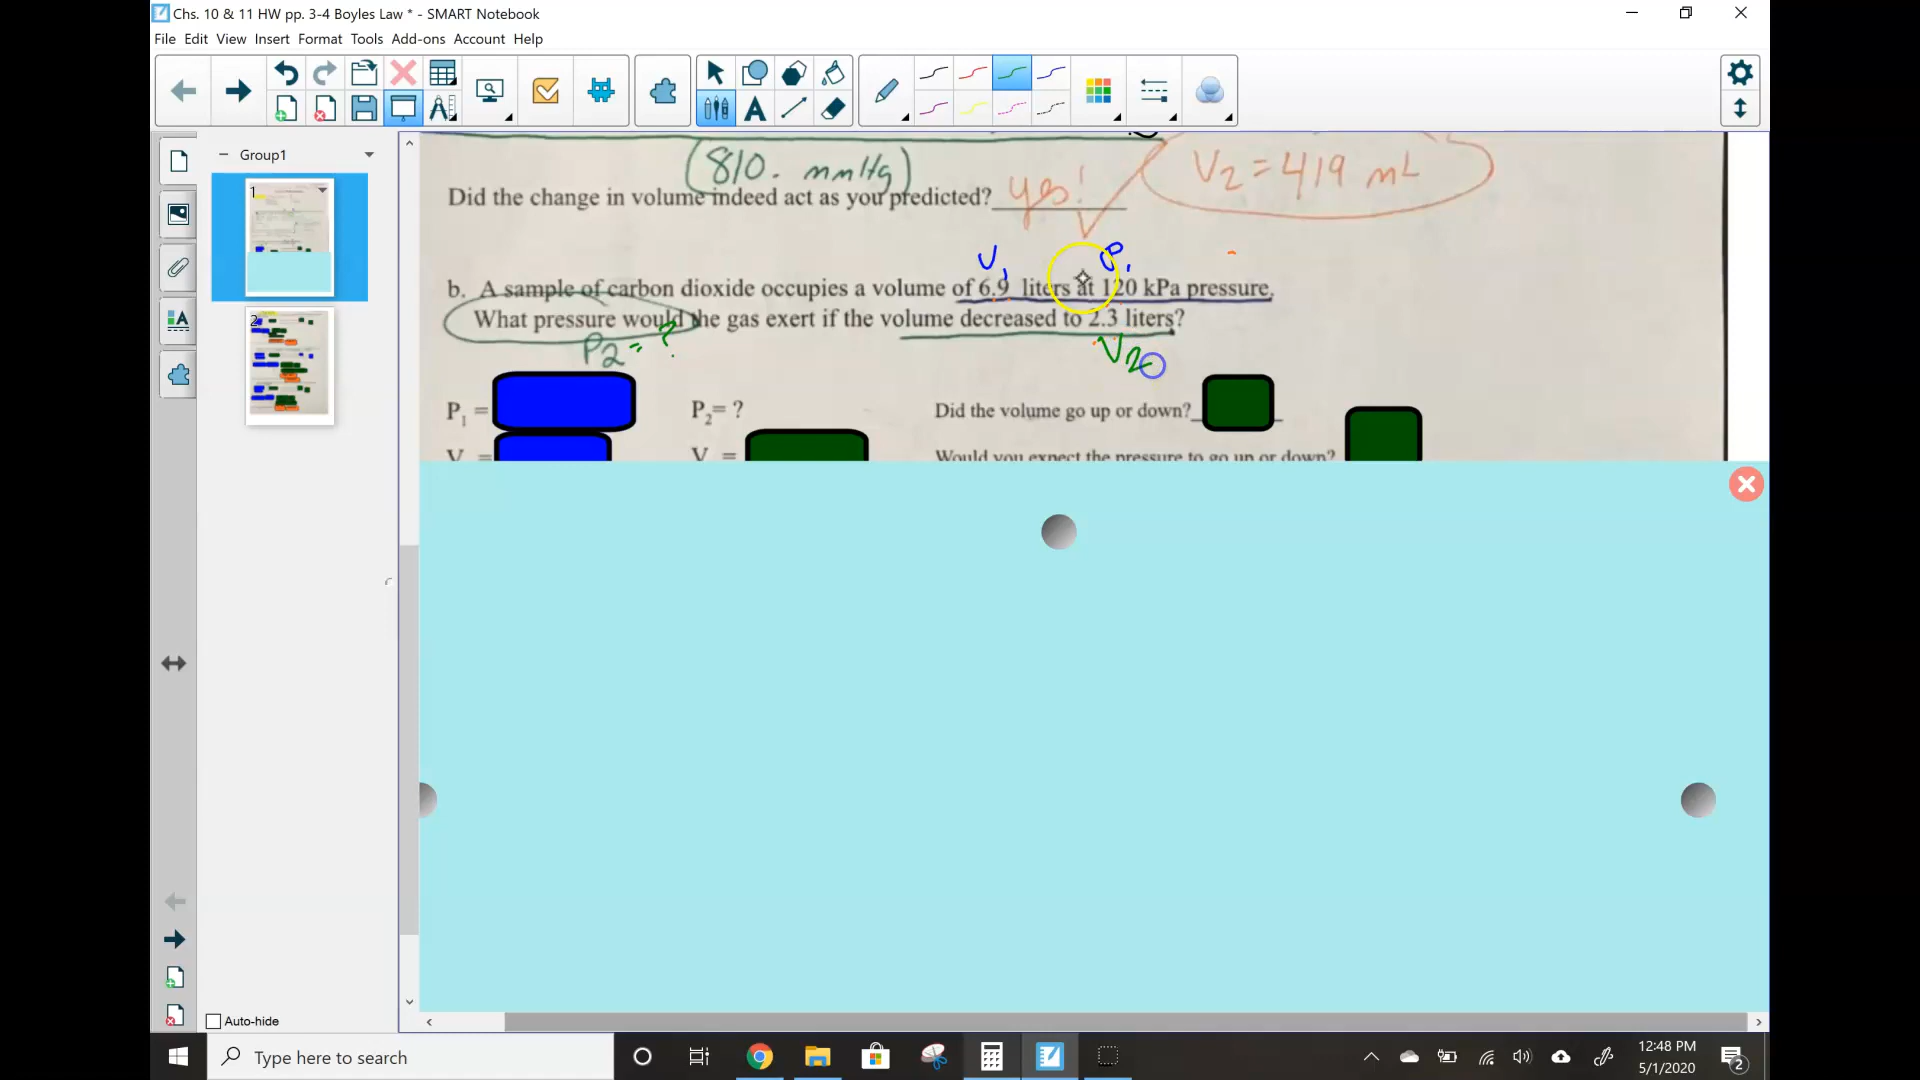 Chs. 10 & 11 HW pp. 3-4 Boyles Law * - SMART Notebook
File Edit View Insert Format Tools Add-ons Account Help
Group1
1
2
(810. mmHg)
V2 = 419 mL
Did the change in volume indeed act as you predicted? yes!
V1 P1
b. A sample of carbon dioxide occupies a volume of 6.9 liters at 120 kPa pressure.
What pressure would the gas exert if the volume decreased to 2.3 liters?
P2 = ? V2
P1 = P2= ? Did the volume go up or down?
V = V = Would you expect the pressure to go up or down?
Auto-hide
Type here to search
12:48 PM
5/1/2020
2